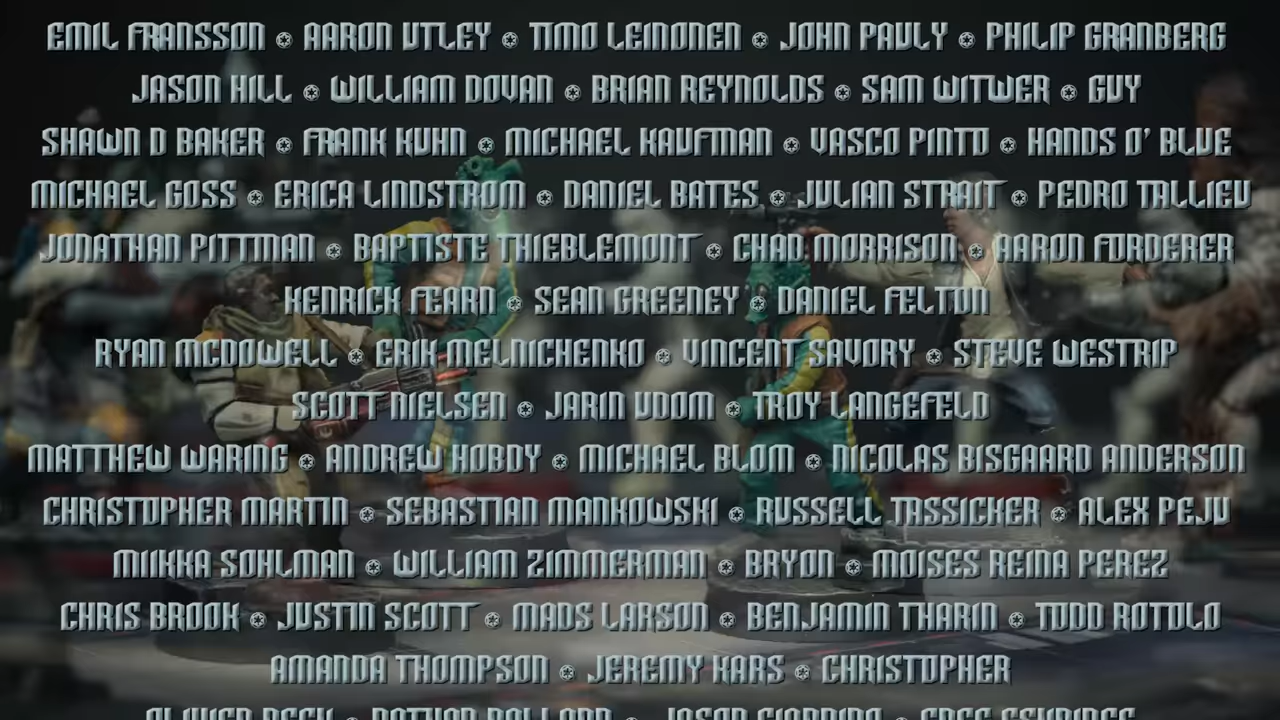 EMIL FRANSSON • AARON UTLEY • TIMO LEINONEN • JOHN PAULY • PHILIP GRANBERG
JASON HILL • WILLIAM DOVAN • BRIAN REYNOLDS • SAM WITWER • GUY
SHAWN D BAKER • FRANK KUHN • MICHAEL KAUFMAN • VASCO PINTO • HANDS O' BLUE
MICHAEL GOSS • ERICA LINDSTROM • DANIEL BATES • JULIAN STRAIT • PEDRO TALLIEU
JONATHAN PITTMAN • BAPTISTE THIEBLEMONT • CHAD MORRISON • AARON FORDERER
KENRICK FEARN • SEAN GREENEY • DANIEL FELTON
RYAN MCDOWELL • ERIK MELNICHENKO • VINCENT SAVORY • STEVE WESTRIP
SCOTT NIELSEN • JARIN UDOM • TROY LANGEFELD
MATTHEW WARING • ANDREW HOBDY • MICHAEL BLOM • NICOLAS BISGAARD ANDERSON
CHRISTOPHER MARTIN • SEBASTIAN MANKOWSKI • RUSSELL TASSICKER • ALEX PEJU
MIIKKA SOHLMAN • WILLIAM ZIMMERMAN • BRYON • MOISES REINA PEREZ
CHRIS BROOK • JUSTIN SCOTT • MADS LARSON • BENJAMIN THARIN • TODD ROTOLO
AMANDA THOMPSON • JEREMY KARS • CHRISTOPHER